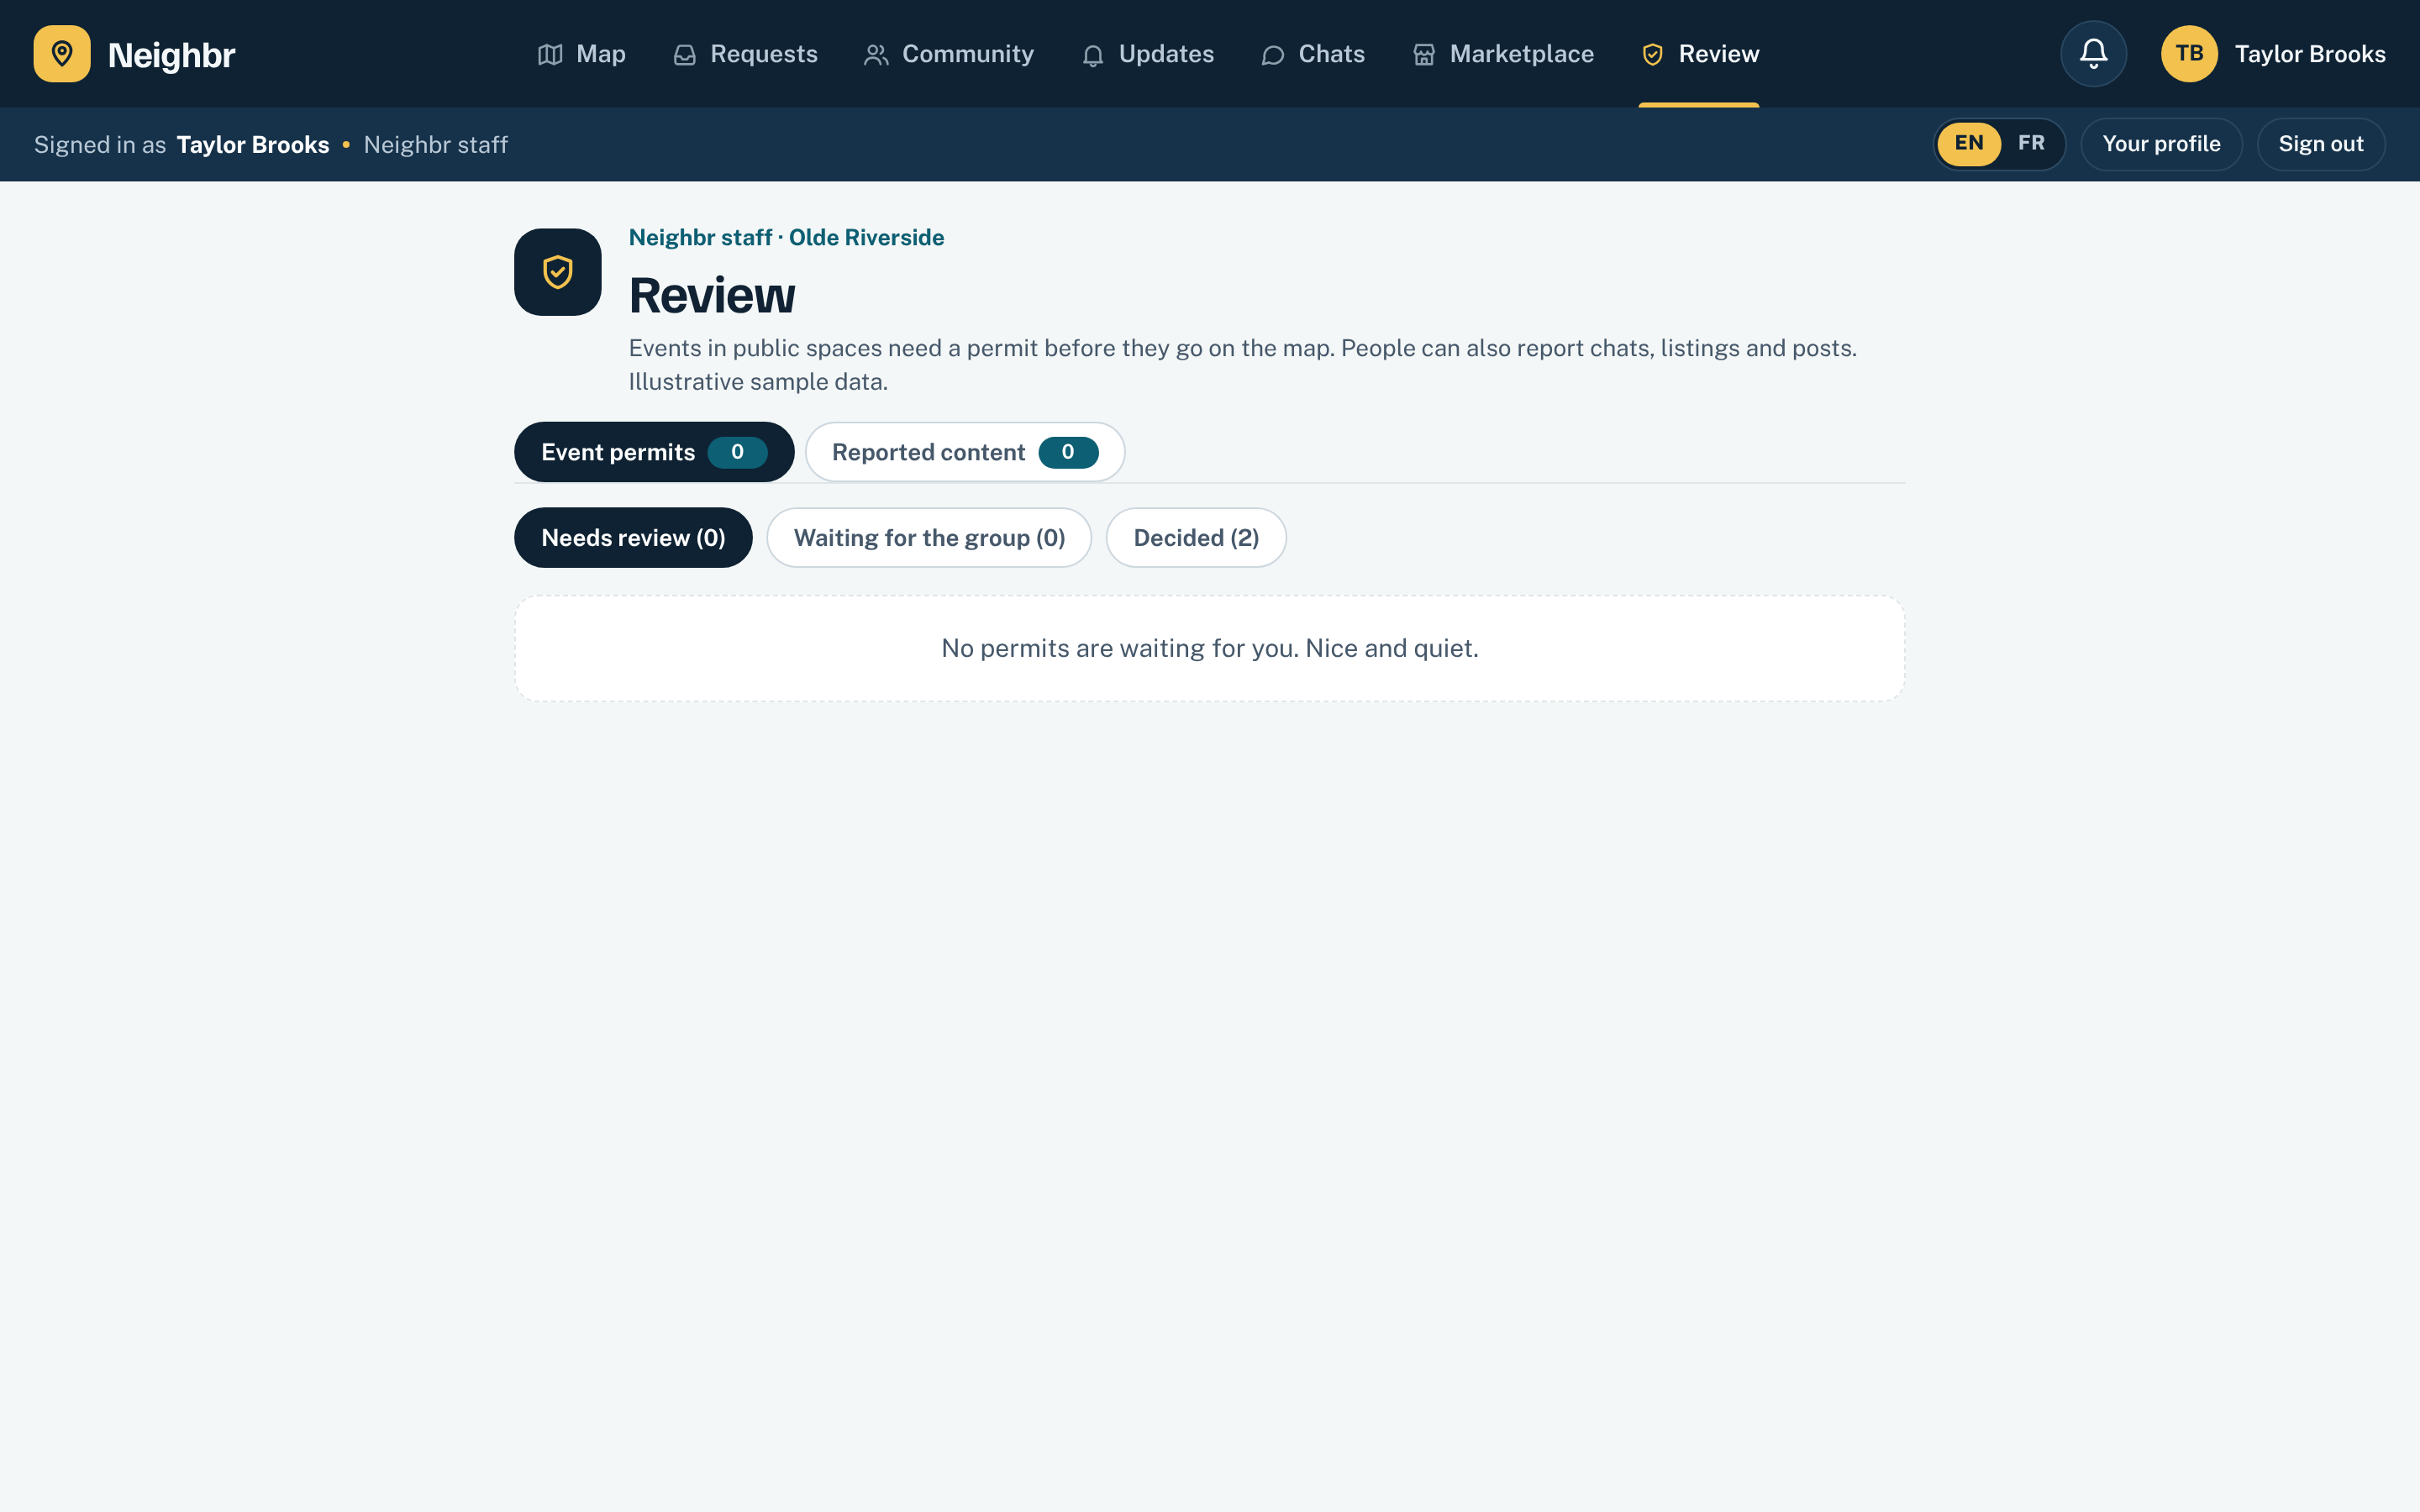 Neighbr
Map
Requests
Community
Updates
Chats
Marketplace
Review
TB
Taylor Brooks
Signed in as Taylor Brooks • Neighbr staff
EN
FR
Your profile
Sign out
Neighbr staff · Olde Riverside
Review
Events in public spaces need a permit before they go on the map. People can also report chats, listings and posts.
Illustrative sample data.
Event permits 0
Reported content 0
Needs review (0)
Waiting for the group (0)
Decided (2)
No permits are waiting for you. Nice and quiet.